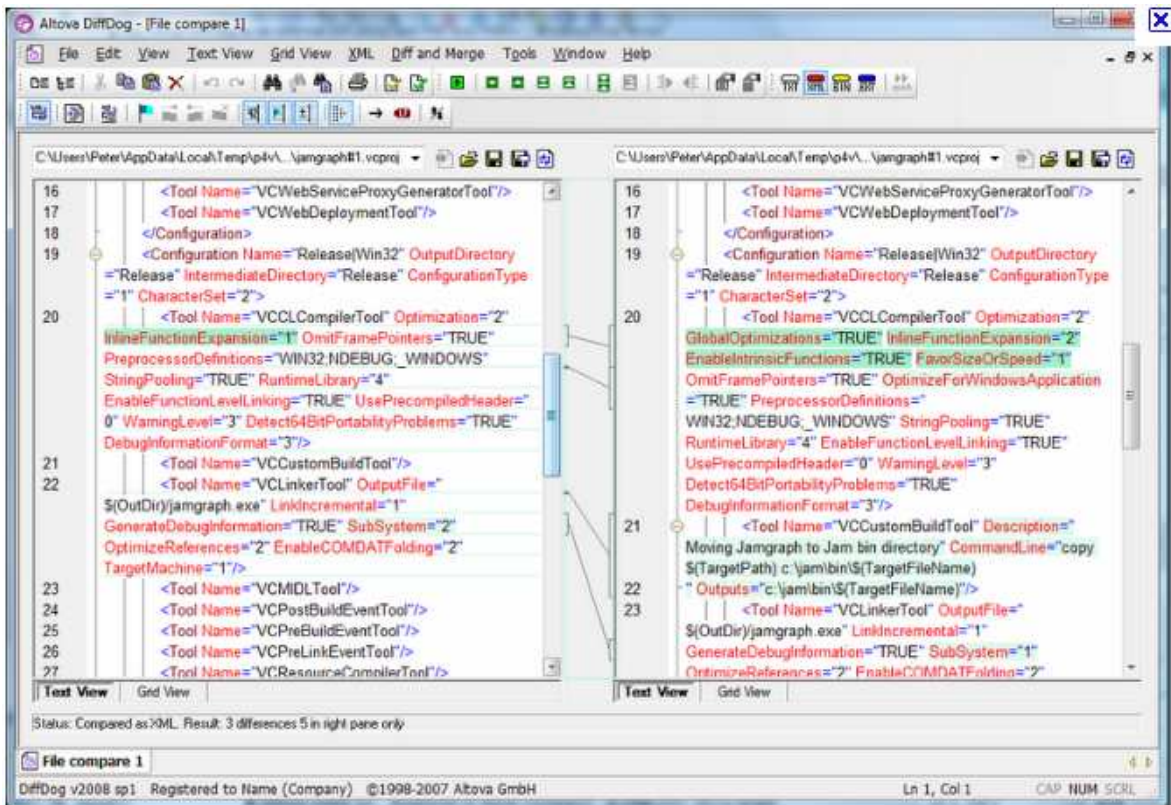 Altova DiffDog - [File compare 1]
File Edit View Text View Grid View XML Diff and Merge Tools Window Help
TXT XML BIN EXT
C:\Users\Peter\AppData\Local\Temp\p4v\...\jamgraph#1.vcproj
16 <Tool Name="VCWebServiceProxyGeneratorTool"/>
17 <Tool Name="VCWebDeploymentTool"/>
18 </Configuration>
19 <Configuration Name="Release|Win32" OutputDirectory
="Release" IntermediateDirectory="Release" ConfigurationType
="1" CharacterSet="2">
20 <Tool Name="VCCLCompilerTool" Optimization="2"
InlineFunctionExpansion="1" OmitFramePointers="TRUE"
PreprocessorDefinitions="WIN32;NDEBUG;_WINDOWS"
StringPooling="TRUE" RuntimeLibrary="4"
EnableFunctionLevelLinking="TRUE" UsePrecompiledHeader="
0" WarningLevel="3" Detect64BitPortabilityProblems="TRUE"
DebugInformationFormat="3"/>
21 <Tool Name="VCCustomBuildTool"/>
22 <Tool Name="VCLinkerTool" OutputFile="
$(OutDir)/jamgraph.exe" LinkIncremental="1"
GenerateDebugInformation="TRUE" SubSystem="2"
OptimizeReferences="2" EnableCOMDATFolding="2"
TargetMachine="1"/>
23 <Tool Name="VCMIDLTool"/>
24 <Tool Name="VCPostBuildEventTool"/>
25 <Tool Name="VCPreBuildEventTool"/>
26 <Tool Name="VCPreLinkEventTool"/>
27 <Tool Name="VCResourceCompilerTool"/>
Text View Grid View
C:\Users\Peter\AppData\Local\Temp\p4v\...\jamgraph#1.vcproj
16 <Tool Name="VCWebServiceProxyGeneratorTool"/>
17 <Tool Name="VCWebDeploymentTool"/>
18 </Configuration>
19 <Configuration Name="Release|Win32" OutputDirectory
="Release" IntermediateDirectory="Release" ConfigurationType
="1" CharacterSet="2">
20 <Tool Name="VCCLCompilerTool" Optimization="2"
GlobalOptimizations="TRUE" InlineFunctionExpansion="2"
EnableIntrinsicFunctions="TRUE" FavorSizeOrSpeed="1"
OmitFramePointers="TRUE" OptimizeForWindowsApplication
="TRUE" PreprocessorDefinitions="
WIN32;NDEBUG;_WINDOWS" StringPooling="TRUE"
RuntimeLibrary="4" EnableFunctionLevelLinking="TRUE"
UsePrecompiledHeader="0" WarningLevel="3"
Detect64BitPortabilityProblems="TRUE"
DebugInformationFormat="3"/>
21 <Tool Name="VCCustomBuildTool" Description="
Moving Jamgraph to Jam bin directory" CommandLine="copy
$(TargetPath) c:\jam\bin\$(TargetFileName)
22 " Outputs="c:\jam\bin\$(TargetFileName)"/>
23 <Tool Name="VCLinkerTool" OutputFile="
$(OutDir)/jamgraph.exe" LinkIncremental="1"
GenerateDebugInformation="TRUE" SubSystem="1"
OptimizeReferences="2" EnableCOMDATFolding="2"
Text View Grid View
Status: Compared as XML. Result: 3 differences 5 in right pane only
File compare 1
DiffDog v2008 sp1 Registered to Name (Company) ©1998-2007 Altova GmbH Ln 1, Col 1 CAP NUM SCRL